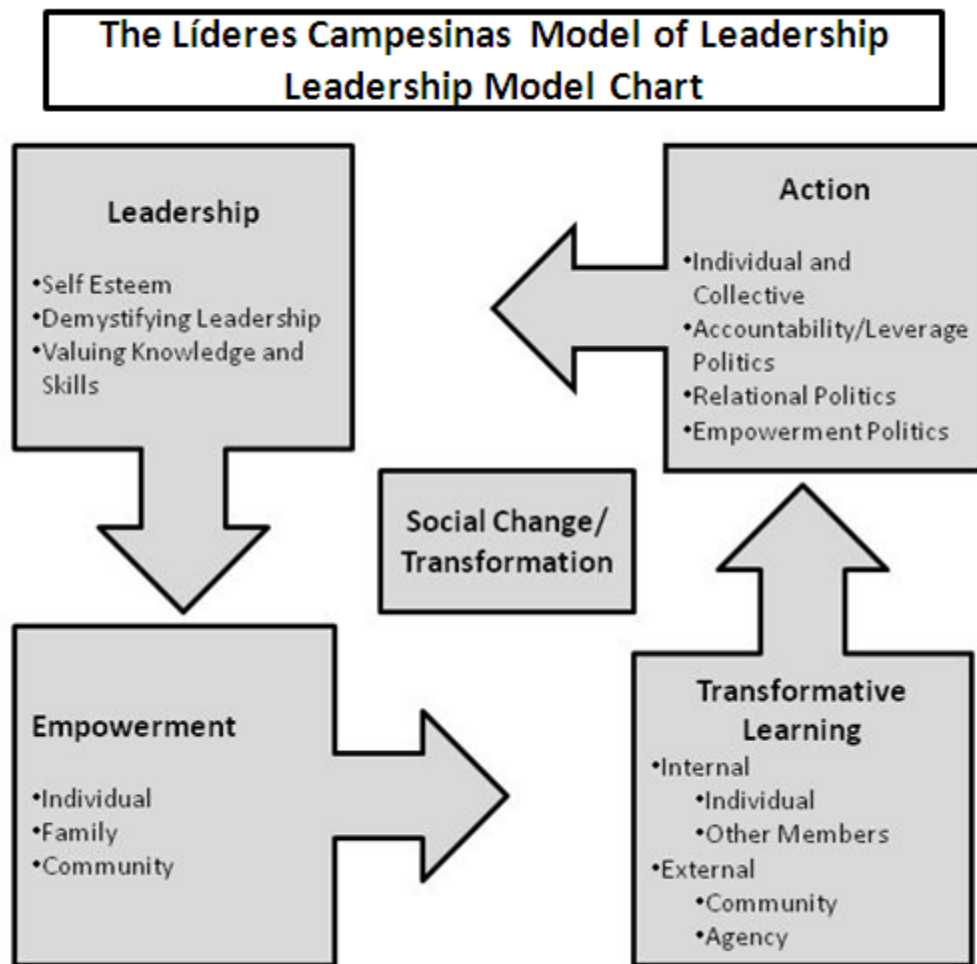 The Líderes Campesinas Model of Leadership
Leadership Model Chart
Leadership
•Self Esteem
•Demystifying Leadership
•Valuing Knowledge and
Skills
Action
•Individual and
Collective
•Accountability/Leverage
Politics
•Relational Politics
•Empowerment Politics
Social Change/
Transformation
Empowerment
•Individual
•Family
•Community
Transformative
Learning
•Internal
•Individual
•Other Members
•External
•Community
•Agency